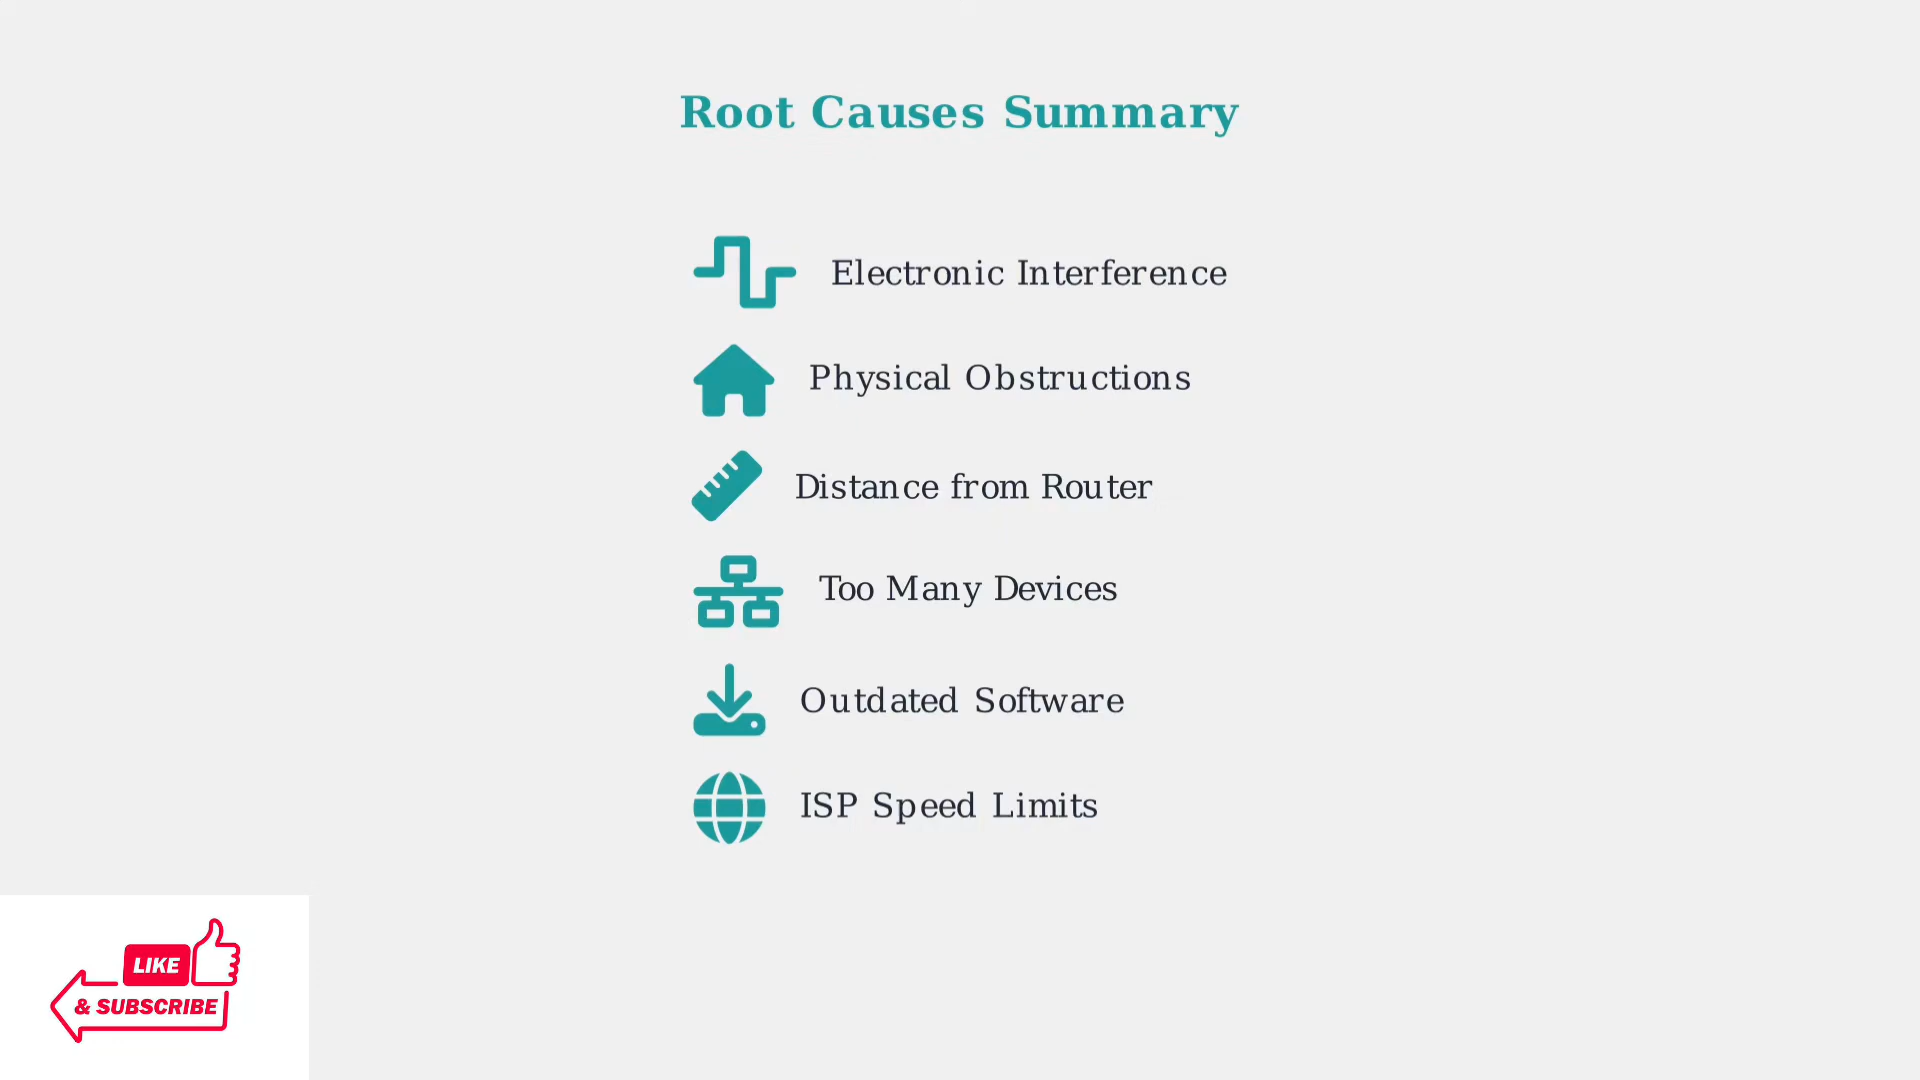 Root Causes Summary
Electronic Interference
Physical Obstructions
Distance from Router
Too Many Devices
Outdated Software
ISP Speed Limits
LIKE
& SUBSCRIBE